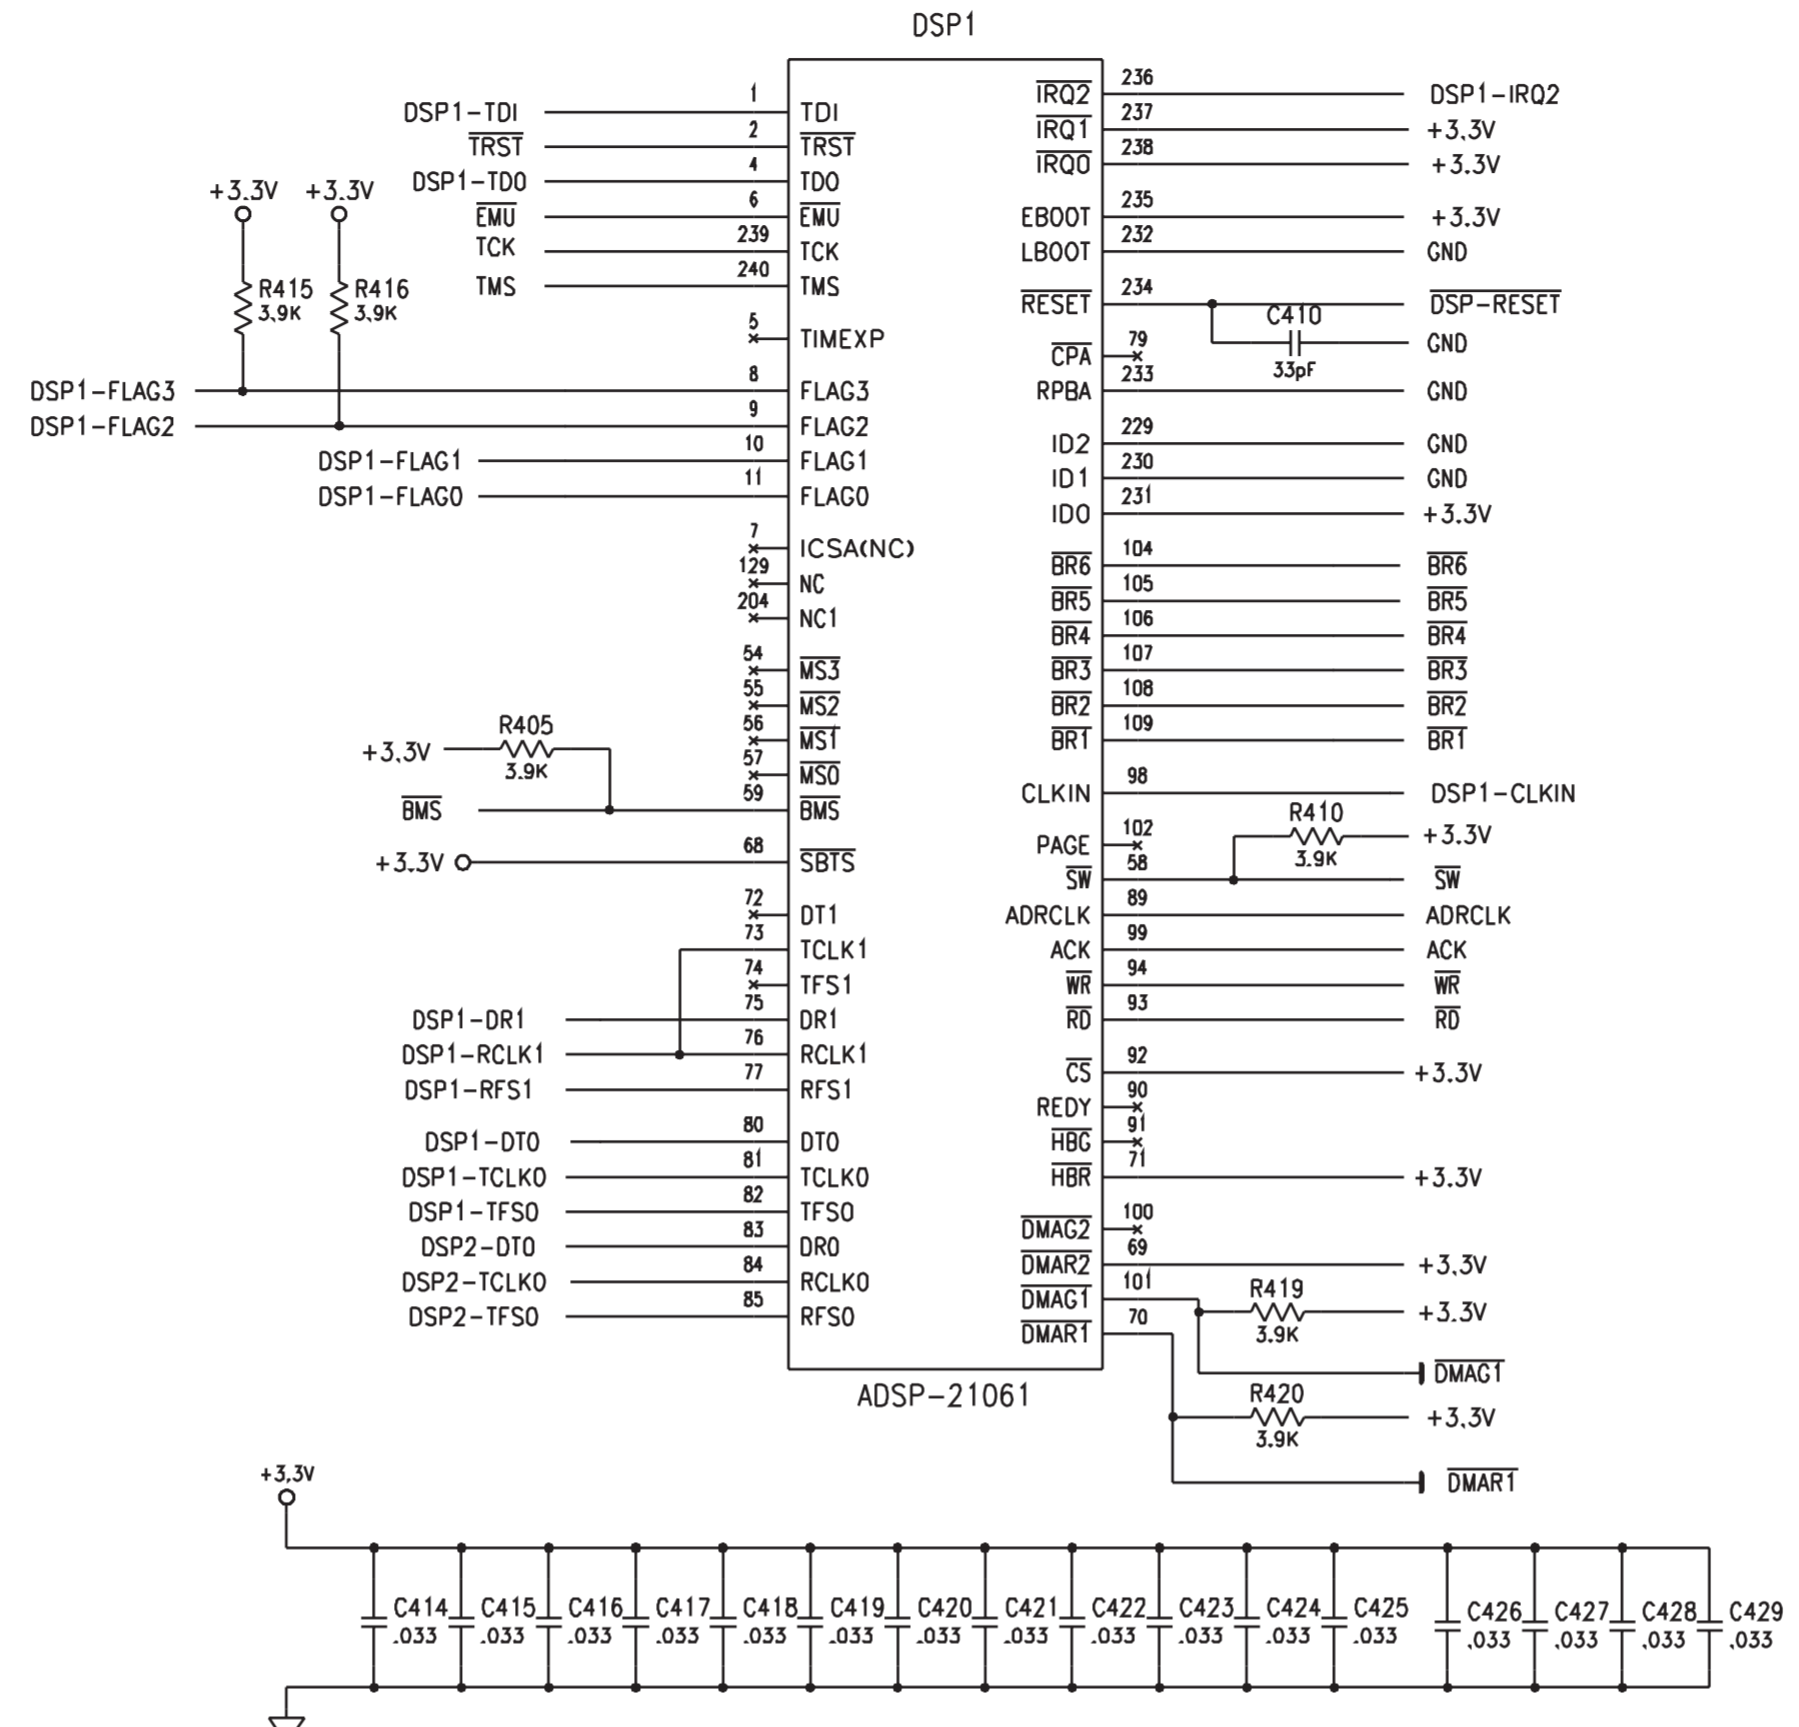 DSP1
1
DSP1-TDI TDI
2
TRST TRST
4
DSP1-TDO TDO
6
EMU EMU
239
TCK TCK
240
TMS TMS
+3.3V +3.3V
R415 R416
3.9K 3.9K
5
TIMEXP
8
DSP1-FLAG3 FLAG3
9
DSP1-FLAG2 FLAG2
10
DSP1-FLAG1 FLAG1
11
DSP1-FLAG0 FLAG0
7
ICSA(NC)
129
NC
204
NC1
54
MS3
55
MS2
56
MS1
57
MS0
R405
+3.3V
3.9K
59
BMS BMS
68
+3.3V SBTS
72
DT1
73
TCLK1
74
TFS1
75
DSP1-DR1 DR1
76
DSP1-RCLK1 RCLK1
77
DSP1-RFS1 RFS1
80
DSP1-DT0 DT0
81
DSP1-TCLK0 TCLK0
82
DSP1-TFS0 TFS0
83
DSP2-DT0 DR0
84
DSP2-TCLK0 RCLK0
85
DSP2-TFS0 RFS0
236
IRQ2 DSP1-IRQ2
237
IRQ1 +3.3V
238
IRQ0 +3.3V
235
EBOOT +3.3V
232
LBOOT GND
234
RESET DSP-RESET
C410
GND
33pF
79
CPA
233
RPBA GND
229
ID2 GND
230
ID1 GND
231
ID0 +3.3V
104
BR6 BR6
105
BR5 BR5
106
BR4 BR4
107
BR3 BR3
108
BR2 BR2
109
BR1 BR1
98
CLKIN DSP1-CLKIN
R410
+3.3V
3.9K
102
PAGE
58
SW SW
89
ADRCLK ADRCLK
99
ACK ACK
94
WR WR
93
RD RD
92
CS +3.3V
90
REDY
91
HBG
71
HBR +3.3V
100
DMAG2
69
DMAR2 +3.3V
101
DMAG1
R419
+3.3V
3.9K
70
DMAR1
DMAG1
R420
+3.3V
3.9K
DMAR1
ADSP-21061
+3.3V
C414 C415 C416 C417 C418 C419 C420 C421 C422 C423 C424 C425 C426 C427 C428 C429
.033 .033 .033 .033 .033 .033 .033 .033 .033 .033 .033 .033 .033 .033 .033 .033